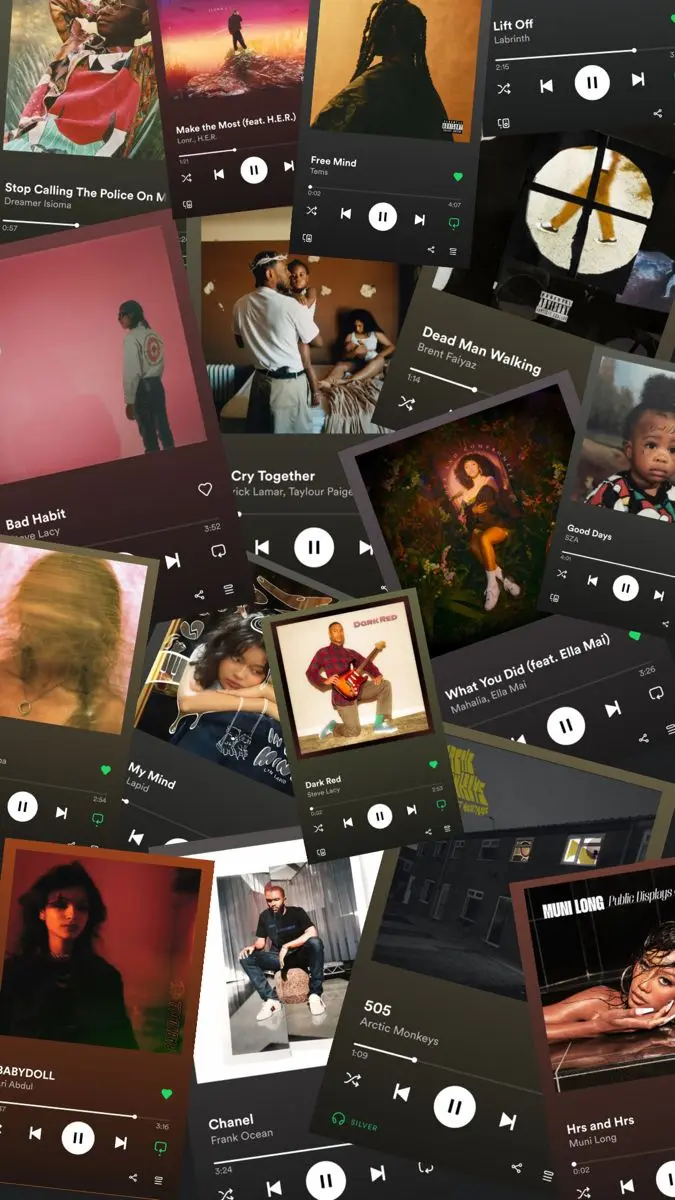 Lift Off
Labrinth
2:15
Make the Most (feat. H.E.R.)
Lonr., H.E.R.
1:21
Free Mind
Tems
0:02
4:07
Stop Calling The Police On M
Dreamer Isioma
0:57
Dead Man Walking
Brent Faiyaz
1:14
Cry Together
rick Lamar, Taylour Paige
Bad Habit
eve Lacy
3:52
Good Days
SZA
4:01
What You Did (feat. Ella Mai)
Mahalia, Ella Mai
3:26
DARK RED
Dark Red
Steve Lacy
0:02
2:53
My Mind
Lapid
2:54
BABYDOLL
ri Abdul
3:16
Chanel
Frank Ocean
3:24
505
Arctic Monkeys
1:09
SILVER
MUNI LONG Public Displays
Hrs and Hrs
Muni Long
0:02